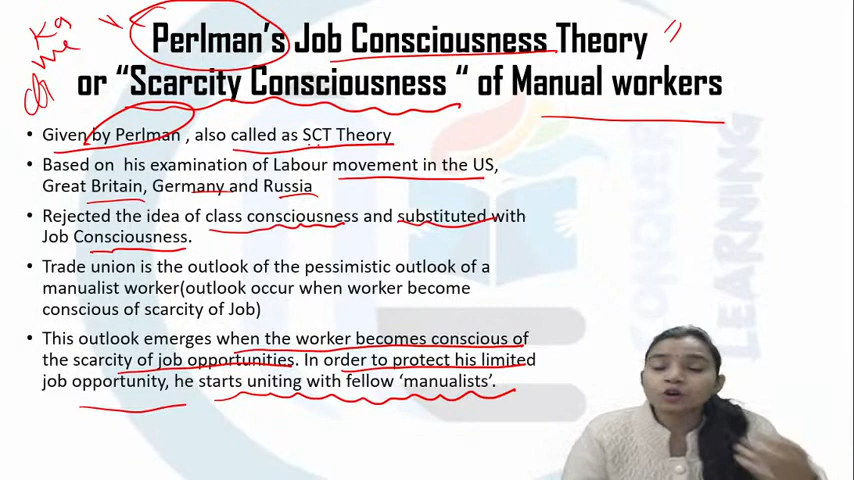 Perlman's Job Consciousness Theory
or "Scarcity Consciousness " of Manual workers
• Given by Perlman , also called as SCT Theory
• Based on his examination of Labour movement in the US,
Great Britain, Germany and Russia
• Rejected the idea of class consciousness and substituted with
Job Consciousness.
• Trade union is the outlook of the pessimistic outlook of a
manualist worker(outlook occur when worker become
conscious of scarcity of Job)
• This outlook emerges when the worker becomes conscious of
the scarcity of job opportunities. In order to protect his limited
job opportunity, he starts uniting with fellow 'manualists'.
CONQUER
LEARNING